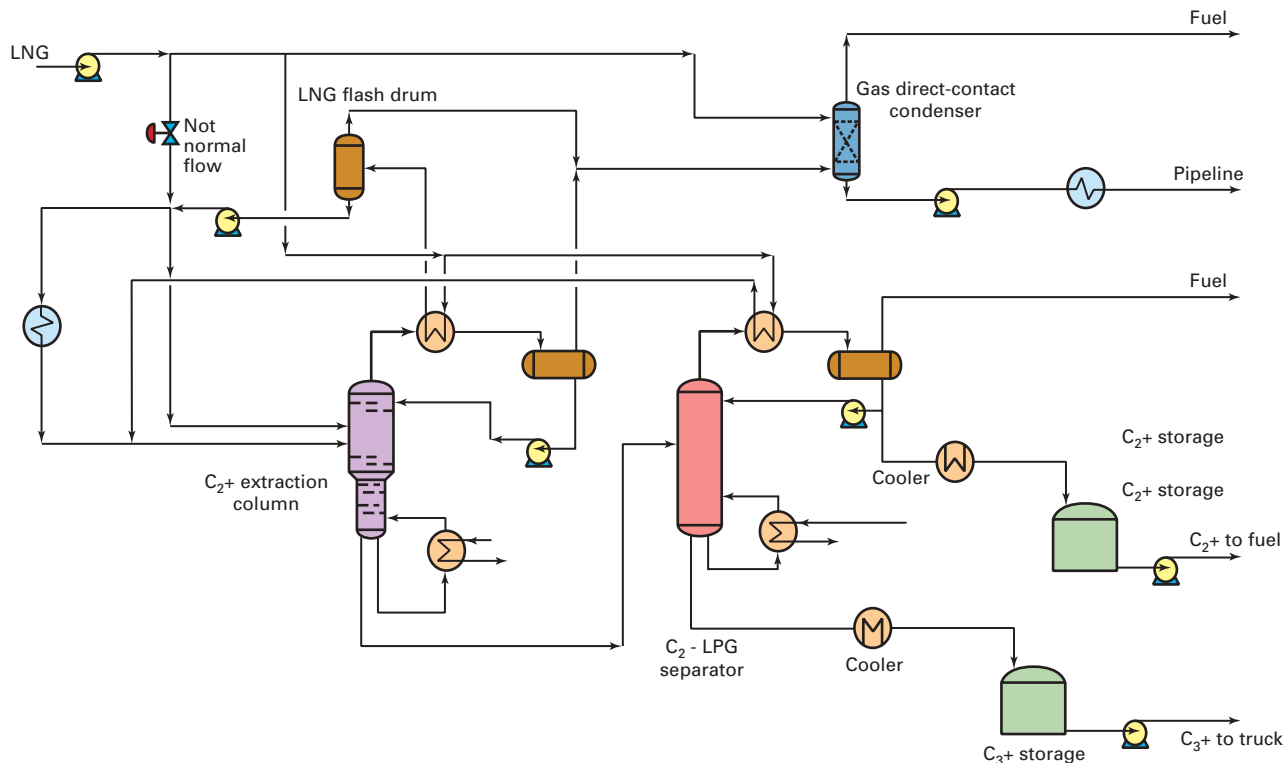 Fuel
LNG
LNG flash drum
Gas direct-contact
condenser
Not
normal
flow
Pipeline
Fuel
C₂+ extraction
column
Cooler
C₂+ storage
C₂+ storage
C₂+ to fuel
C₂ - LPG
separator
Cooler
C₃+ storage
C₃+ to truck